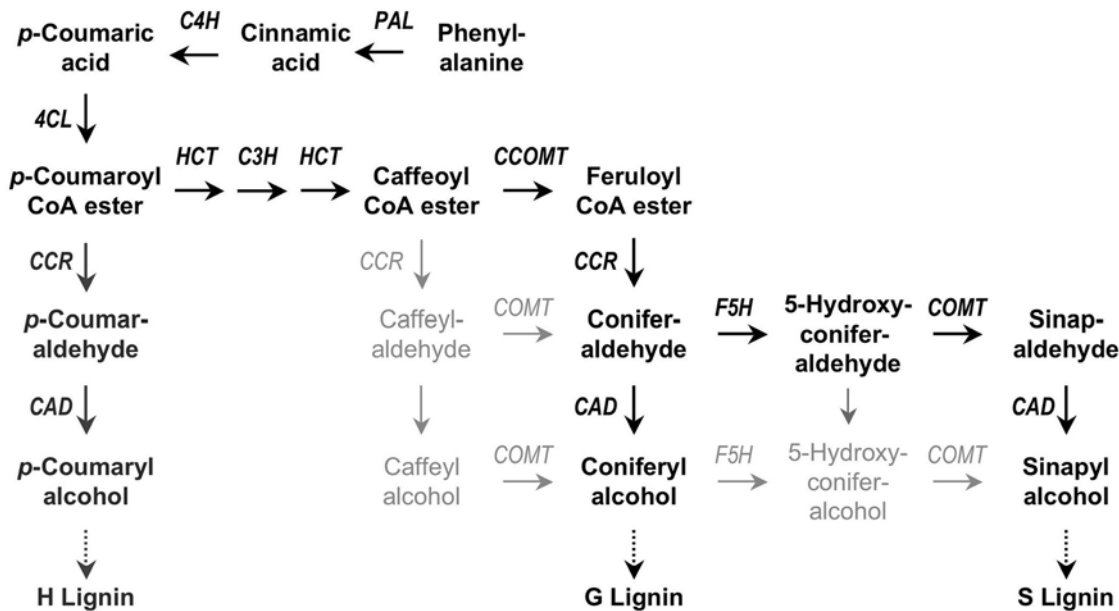 p-Coumaric acid C4H Cinnamic acid PAL Phenyl-alanine
4CL
p-Coumaroyl CoA ester HCT C3H HCT Caffeoyl CoA ester CCOMT Feruloyl CoA ester
CCR CCR CCR
p-Coumar-aldehyde Caffeyl-aldehyde COMT Conifer-aldehyde F5H 5-Hydroxy-conifer-aldehyde COMT Sinap-aldehyde
CAD CAD CAD
p-Coumaryl alcohol Caffeyl alcohol COMT Coniferyl alcohol F5H 5-Hydroxy-conifer-alcohol COMT Sinapyl alcohol
H Lignin G Lignin S Lignin